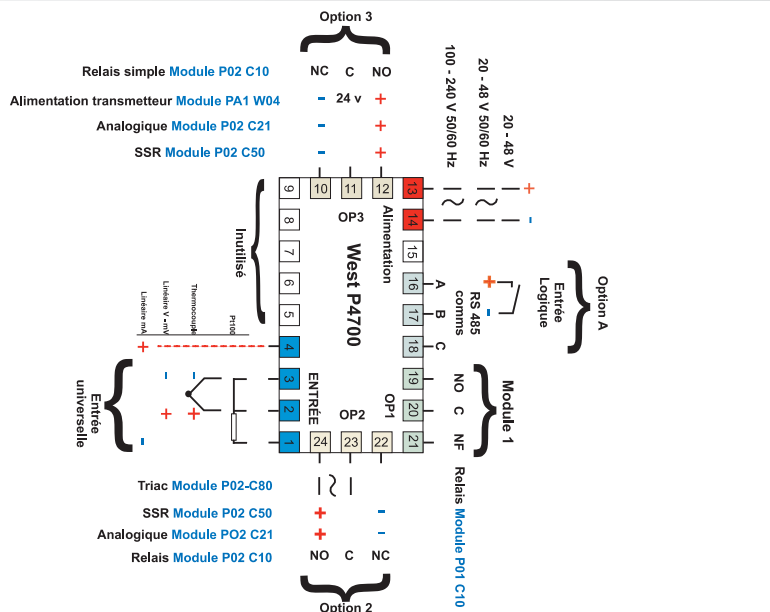 Option 3
Relais simple Module P02 C10 NC C NO
Alimentation transmetteur Module PA1 W04 - 24 v +
Analogique Module P02 C21 - +
SSR Module P02 C50 - +
100 - 240 V 50/60 Hz
20 - 48 V 50/60 Hz
20 - 48 V
9 10 11 12 13 +
8 OP3 Alimentation 14 -
7 15
6 16 A +
5 17 B -
4 18 C
3 19 NO
2 20 C
1 24 23 22 21 NF
Inutilisé
West P4700
RS 485
comms
Entrée
Logique
Option A
Linéaire mA
Linéaire V - mV
Thermocouple
Pt100
+
- -
+ +
-
Entrée
universelle
ENTRÉE
OP2
OP1
Module 1
Relais Module P01 C10
Triac Module P02-C80
SSR Module P02 C50 + -
Analogique Module PO2 C21 + -
Relais Module P02 C10 NO C NC
Option 2